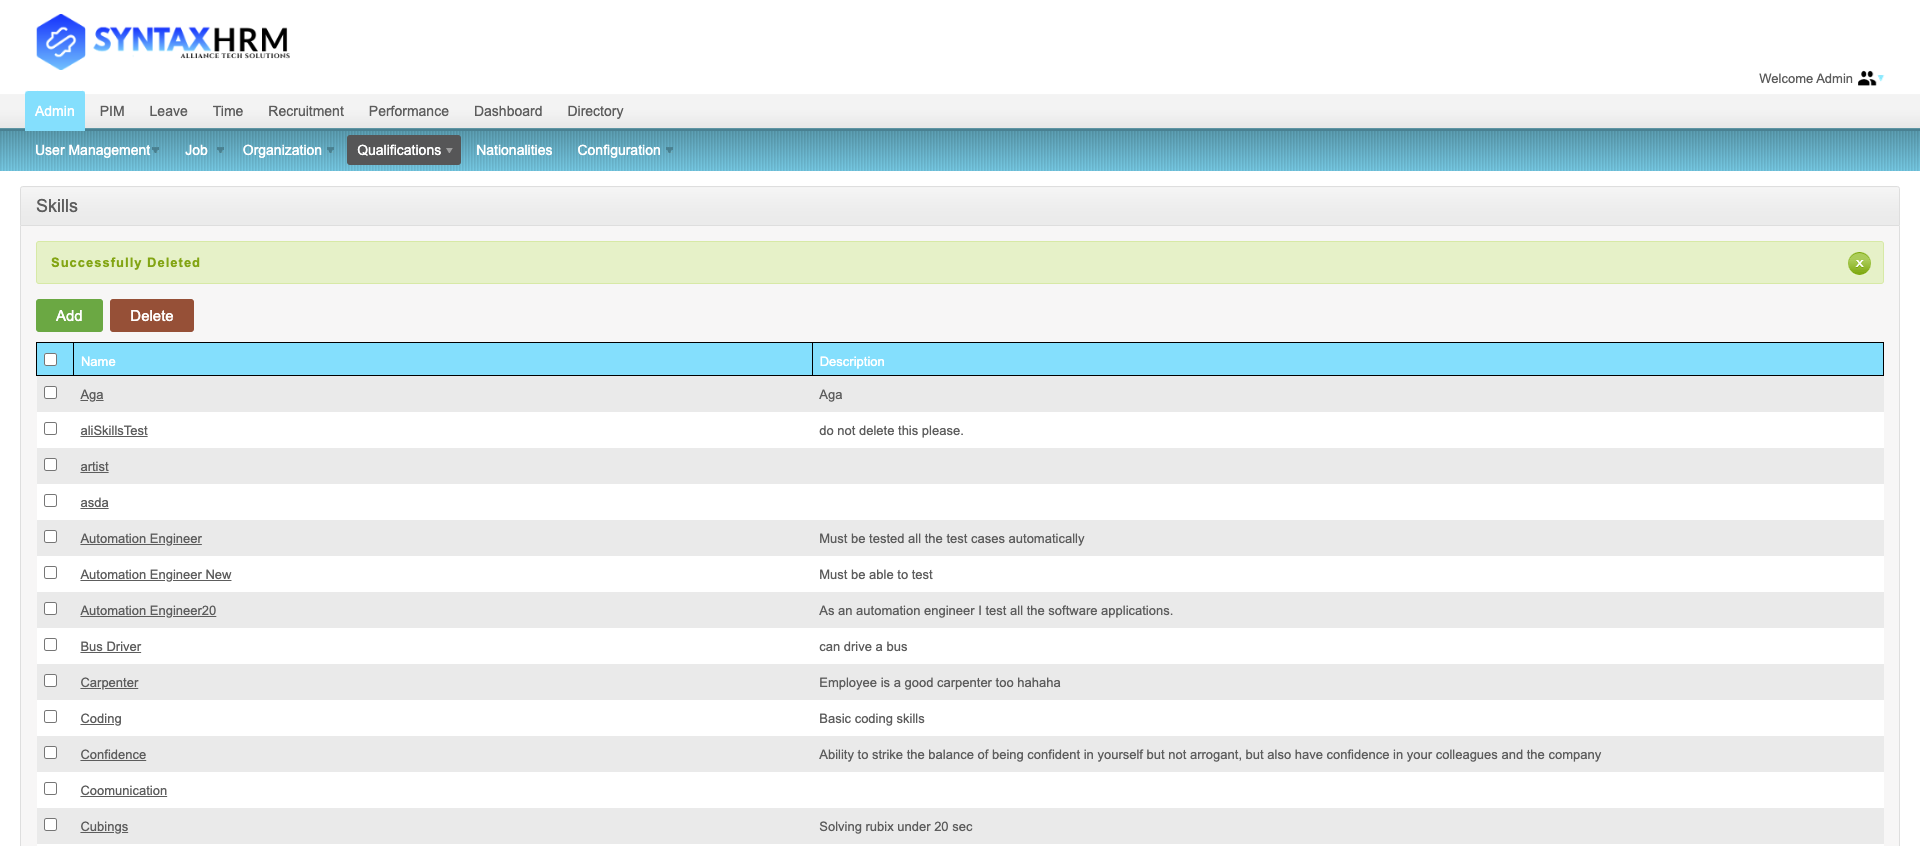 SYNTAXHRM
ALLIANCE TECH SOLUTIONS
Welcome Admin
Admin PIM Leave Time Recruitment Performance Dashboard Directory
User Management Job Organization Qualifications Nationalities Configuration
Skills
Successfully Deleted
x
Add Delete
Name Description
Aga Aga
aliSkillsTest do not delete this please.
artist
asda
Automation Engineer Must be tested all the test cases automatically
Automation Engineer New Must be able to test
Automation Engineer20 As an automation engineer I test all the software applications.
Bus Driver can drive a bus
Carpenter Employee is a good carpenter too hahaha
Coding Basic coding skills
Confidence Ability to strike the balance of being confident in yourself but not arrogant, but also have confidence in your colleagues and the company
Coomunication
Cubings Solving rubix under 20 sec